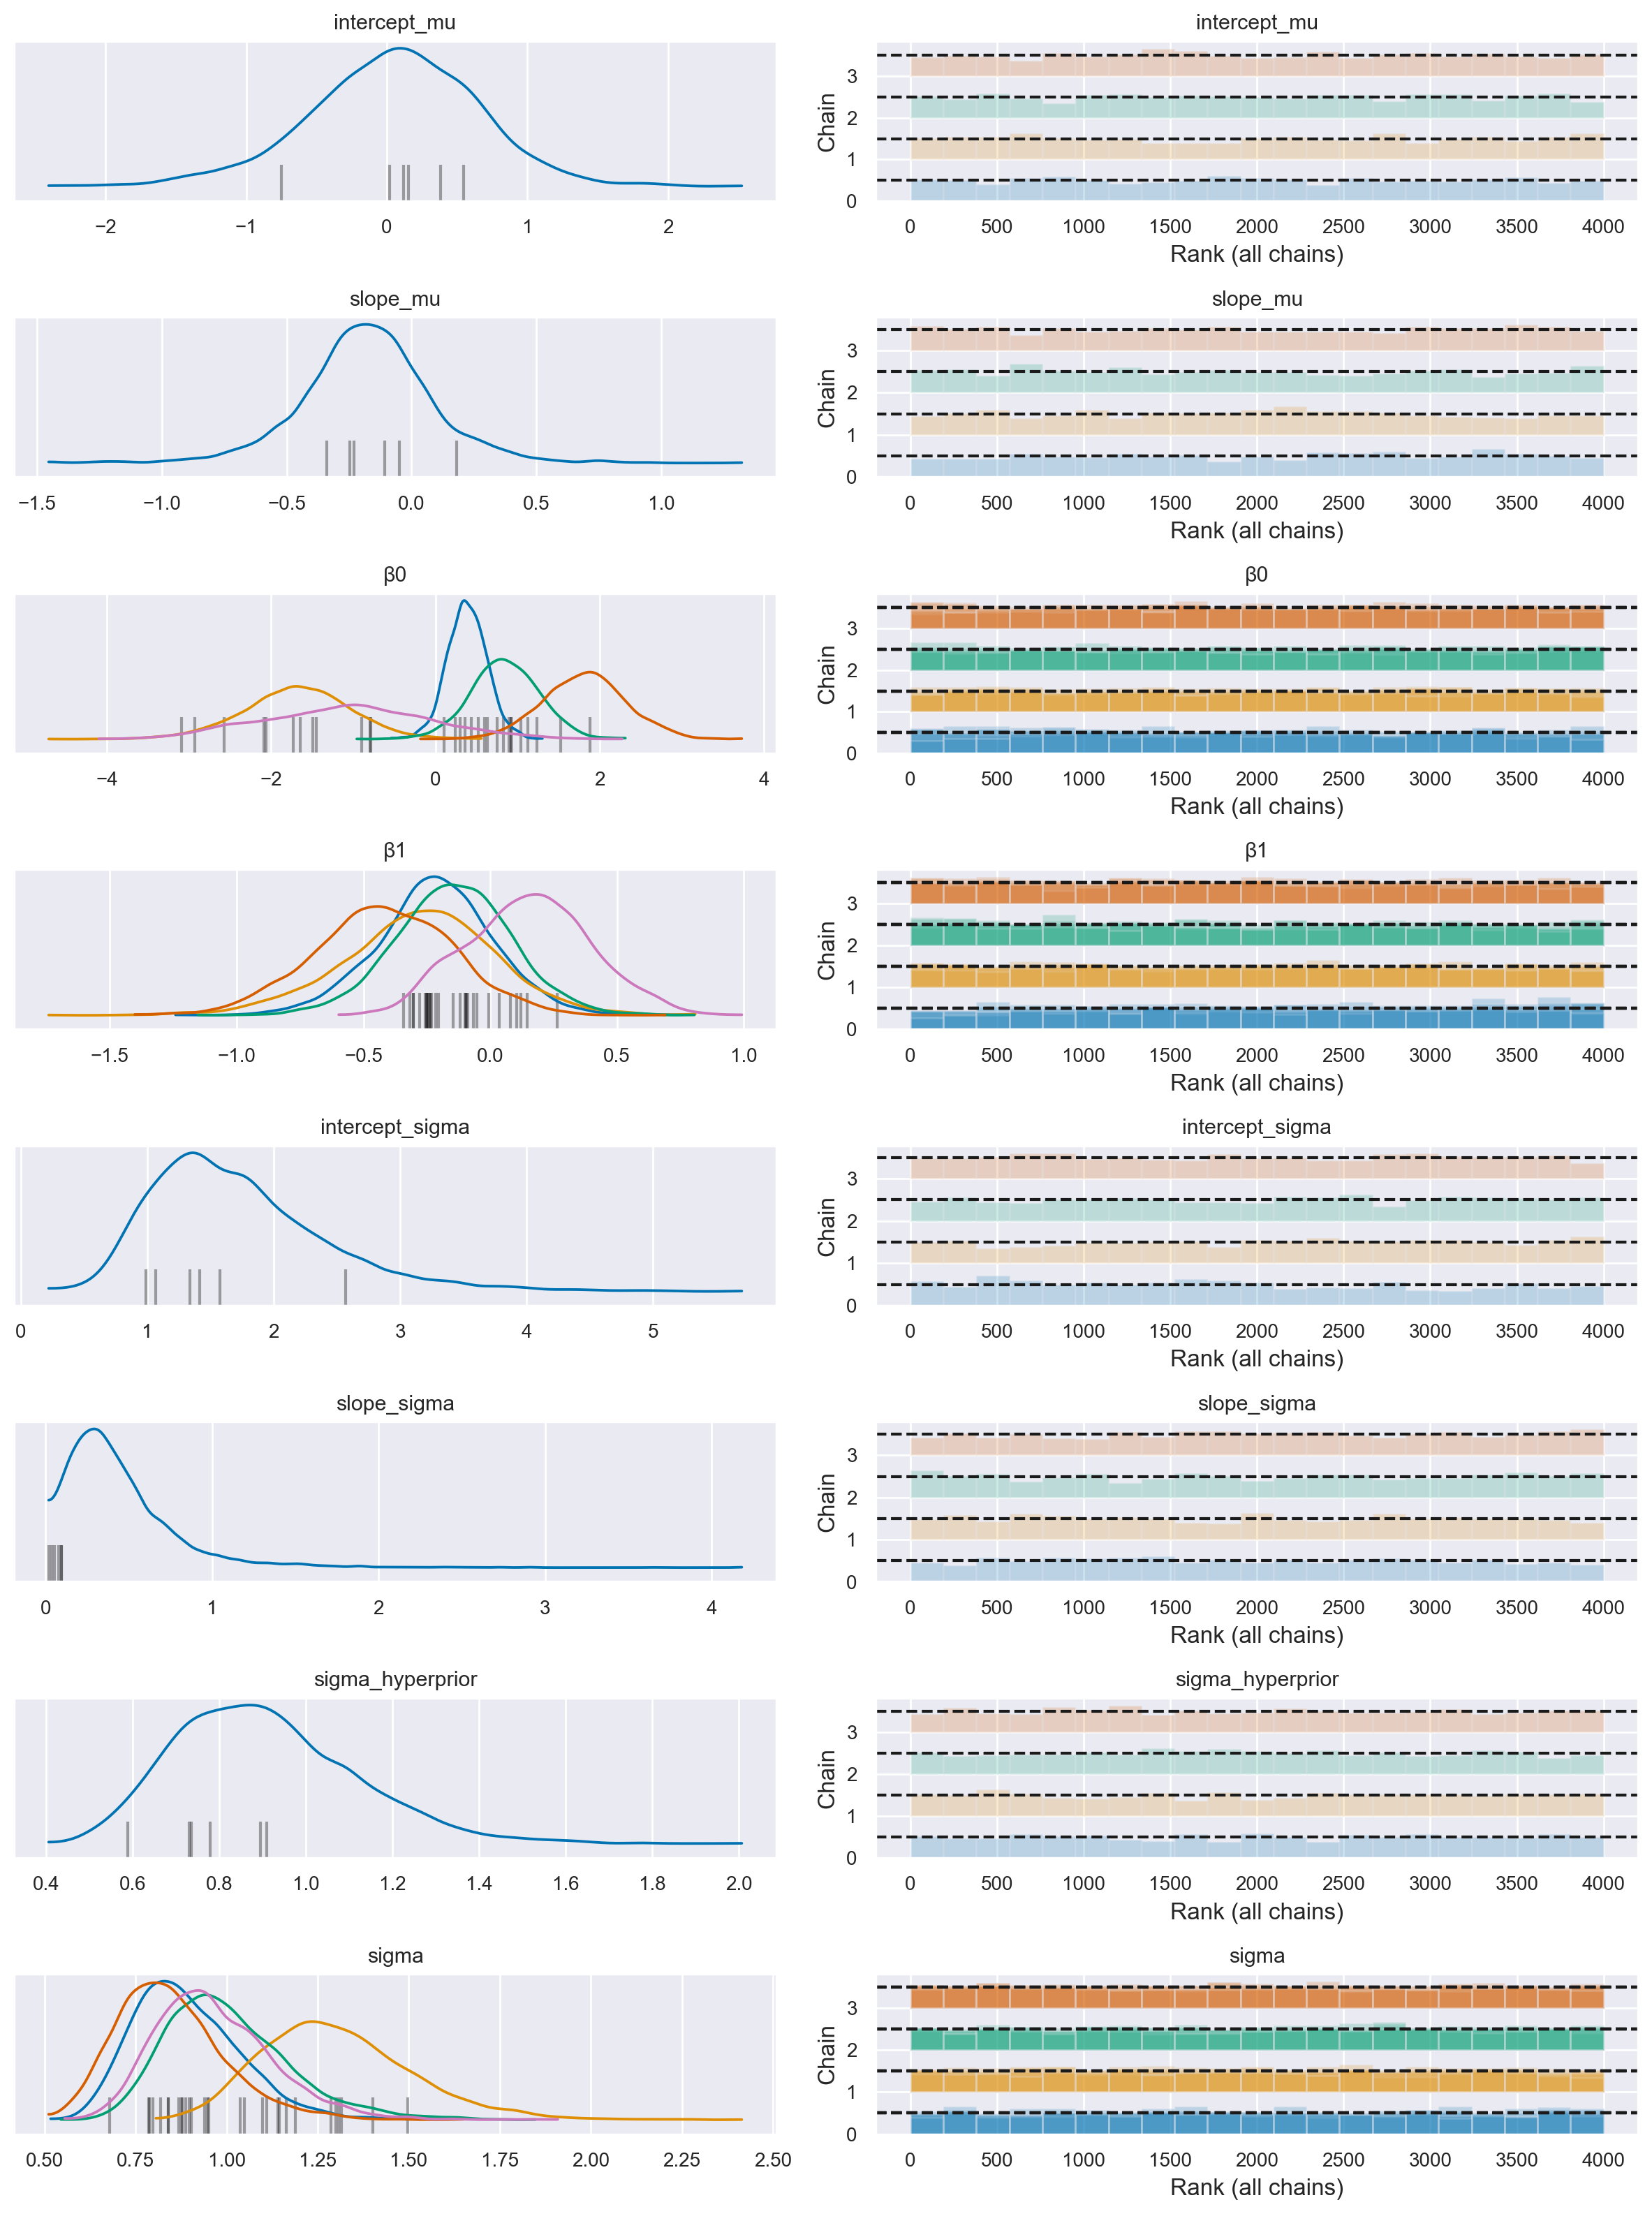 intercept_mu
−2 −1 0 1 2
intercept_mu
Chain
3
2
1
0
0 500 1000 1500 2000 2500 3000 3500 4000
Rank (all chains)
slope_mu
−1.5 −1.0 −0.5 0.0 0.5 1.0
slope_mu
Chain
3
2
1
0
0 500 1000 1500 2000 2500 3000 3500 4000
Rank (all chains)
β0
−4 −2 0 2 4
β0
Chain
3
2
1
0
0 500 1000 1500 2000 2500 3000 3500 4000
Rank (all chains)
β1
−1.5 −1.0 −0.5 0.0 0.5 1.0
β1
Chain
3
2
1
0
0 500 1000 1500 2000 2500 3000 3500 4000
Rank (all chains)
intercept_sigma
0 1 2 3 4 5
intercept_sigma
Chain
3
2
1
0
0 500 1000 1500 2000 2500 3000 3500 4000
Rank (all chains)
slope_sigma
0 1 2 3 4
slope_sigma
Chain
3
2
1
0
0 500 1000 1500 2000 2500 3000 3500 4000
Rank (all chains)
sigma_hyperprior
0.4 0.6 0.8 1.0 1.2 1.4 1.6 1.8 2.0
sigma_hyperprior
Chain
3
2
1
0
0 500 1000 1500 2000 2500 3000 3500 4000
Rank (all chains)
sigma
0.50 0.75 1.00 1.25 1.50 1.75 2.00 2.25 2.50
sigma
Chain
3
2
1
0
0 500 1000 1500 2000 2500 3000 3500 4000
Rank (all chains)